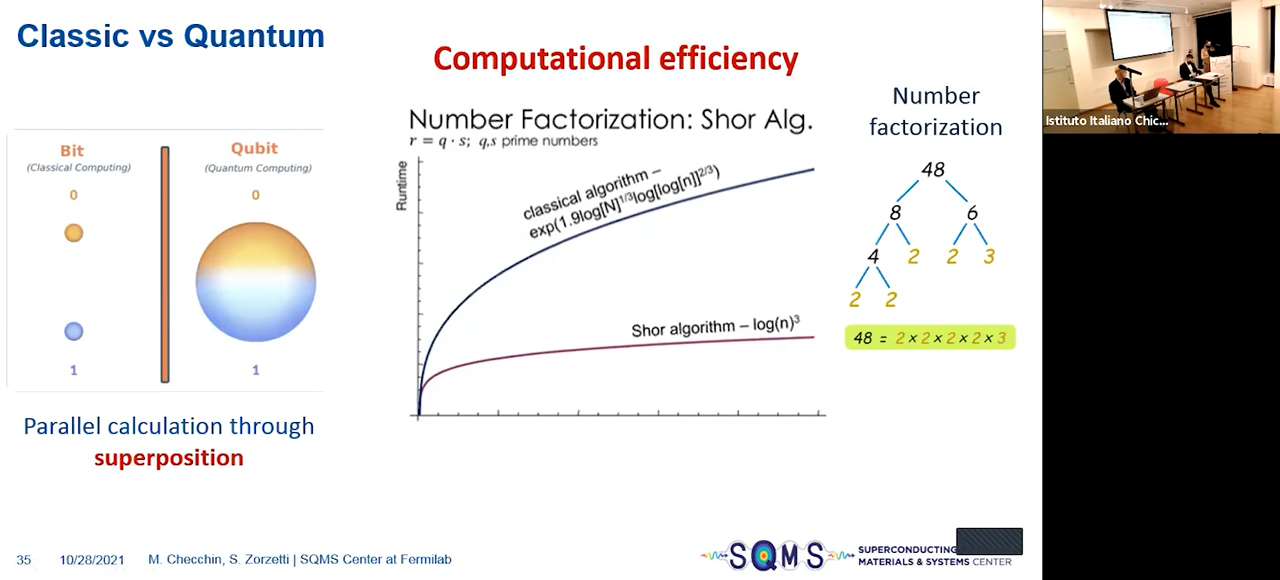 Classic vs Quantum
Computational efficiency
Bit
(Classical Computing)
0
1
Qubit
(Quantum Computing)
0
1
Parallel calculation through
superposition
Number Factorization: Shor Alg.
r = q · s; q,s prime numbers
Runtime
classical algorithm –
exp(1.9log[N]^1/3log[log[n]]^2/3)
Shor algorithm – log(n)³
Number
factorization
48
8 6
4 2 2 3
2 2
48 = 2 × 2 × 2 × 2 × 3
35 10/28/2021 M. Checchin, S. Zorzetti | SQMS Center at Fermilab
SQMS
SUPERCONDUCTING
MATERIALS & SYSTEMS CENTER
Istituto Italiano Chic...